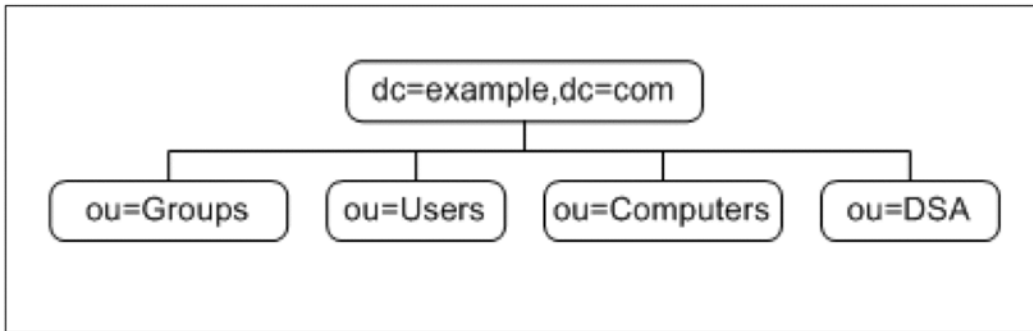 dc=example,dc=com
ou=Groups
ou=Users
ou=Computers
ou=DSA